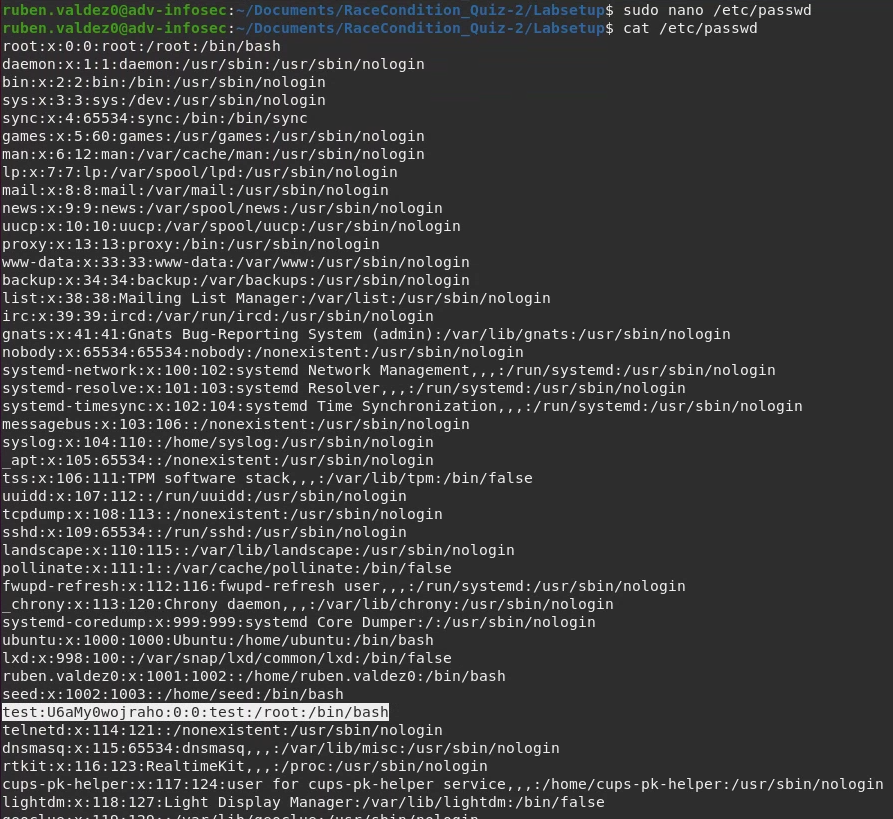 ruben.valdez0@adv-infosec:~/Documents/RaceCondition_Quiz-2/Labsetup$ sudo nano /etc/passwd
ruben.valdez0@adv-infosec:~/Documents/RaceCondition_Quiz-2/Labsetup$ cat /etc/passwd
root:x:0:0:root:/root:/bin/bash
daemon:x:1:1:daemon:/usr/sbin:/usr/sbin/nologin
bin:x:2:2:bin:/bin:/usr/sbin/nologin
sys:x:3:3:sys:/dev:/usr/sbin/nologin
sync:x:4:65534:sync:/bin:/bin/sync
games:x:5:60:games:/usr/games:/usr/sbin/nologin
man:x:6:12:man:/var/cache/man:/usr/sbin/nologin
lp:x:7:7:lp:/var/spool/lpd:/usr/sbin/nologin
mail:x:8:8:mail:/var/mail:/usr/sbin/nologin
news:x:9:9:news:/var/spool/news:/usr/sbin/nologin
uucp:x:10:10:uucp:/var/spool/uucp:/usr/sbin/nologin
proxy:x:13:13:proxy:/bin:/usr/sbin/nologin
www-data:x:33:33:www-data:/var/www:/usr/sbin/nologin
backup:x:34:34:backup:/var/backups:/usr/sbin/nologin
list:x:38:38:Mailing List Manager:/var/list:/usr/sbin/nologin
irc:x:39:39:ircd:/var/run/ircd:/usr/sbin/nologin
gnats:x:41:41:Gnats Bug-Reporting System (admin):/var/lib/gnats:/usr/sbin/nologin
nobody:x:65534:65534:nobody:/nonexistent:/usr/sbin/nologin
systemd-network:x:100:102:systemd Network Management,,,:/run/systemd:/usr/sbin/nologin
systemd-resolve:x:101:103:systemd Resolver,,,:/run/systemd:/usr/sbin/nologin
systemd-timesync:x:102:104:systemd Time Synchronization,,,:/run/systemd:/usr/sbin/nologin
messagebus:x:103:106::/nonexistent:/usr/sbin/nologin
syslog:x:104:110::/home/syslog:/usr/sbin/nologin
_apt:x:105:65534::/nonexistent:/usr/sbin/nologin
tss:x:106:111:TPM software stack,,,:/var/lib/tpm:/bin/false
uuidd:x:107:112::/run/uuidd:/usr/sbin/nologin
tcpdump:x:108:113::/nonexistent:/usr/sbin/nologin
sshd:x:109:65534::/run/sshd:/usr/sbin/nologin
landscape:x:110:115::/var/lib/landscape:/usr/sbin/nologin
pollinate:x:111:1::/var/cache/pollinate:/bin/false
fwupd-refresh:x:112:116:fwupd-refresh user,,,:/run/systemd:/usr/sbin/nologin
_chrony:x:113:120:Chrony daemon,,,:/var/lib/chrony:/usr/sbin/nologin
systemd-coredump:x:999:999:systemd Core Dumper:/:/usr/sbin/nologin
ubuntu:x:1000:1000:Ubuntu:/home/ubuntu:/bin/bash
lxd:x:998:100::/var/snap/lxd/common/lxd:/bin/false
ruben.valdez0:x:1001:1002::/home/ruben.valdez0:/bin/bash
seed:x:1002:1003::/home/seed:/bin/bash
test:U6aMy0wojraho:0:0:test:/root:/bin/bash
telnetd:x:114:121::/nonexistent:/usr/sbin/nologin
dnsmasq:x:115:65534:dnsmasq,,,:/var/lib/misc:/usr/sbin/nologin
rtkit:x:116:123:RealtimeKit,,,:/proc:/usr/sbin/nologin
cups-pk-helper:x:117:124:user for cups-pk-helper service,,,:/home/cups-pk-helper:/usr/sbin/nologin
lightdm:x:118:127:Light Display Manager:/var/lib/lightdm:/bin/false